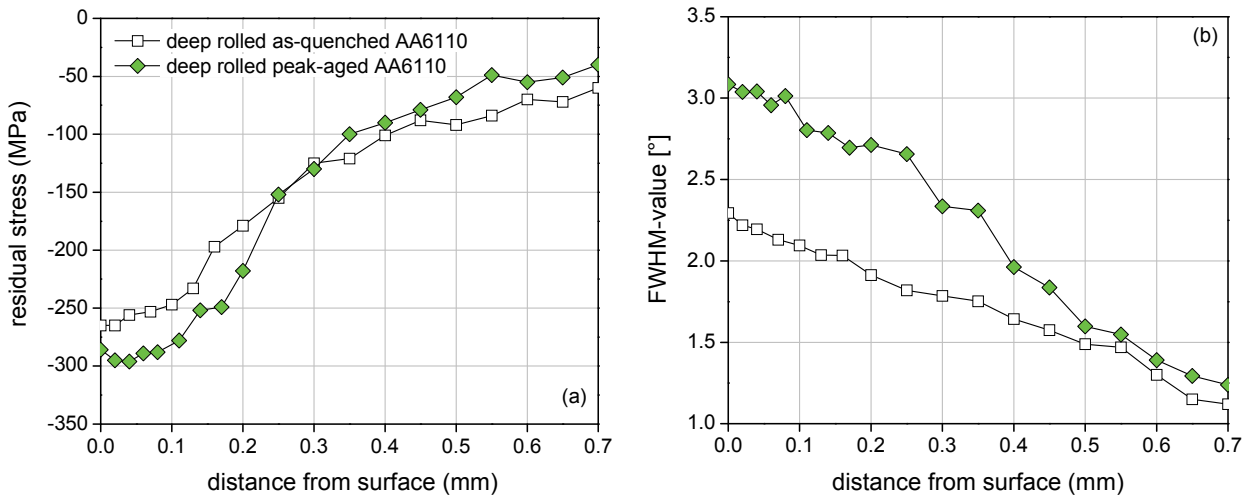 0
-50
-100
-150
-200
-250
-300
-350
residual stress (MPa)
deep rolled as-quenched AA6110
deep rolled peak-aged AA6110
(a)
0.0 0.1 0.2 0.3 0.4 0.5 0.6 0.7
distance from surface (mm)
3.5
3.0
2.5
2.0
1.5
1.0
FWHM-value [°]
(b)
0.0 0.1 0.2 0.3 0.4 0.5 0.6 0.7
distance from surface (mm)